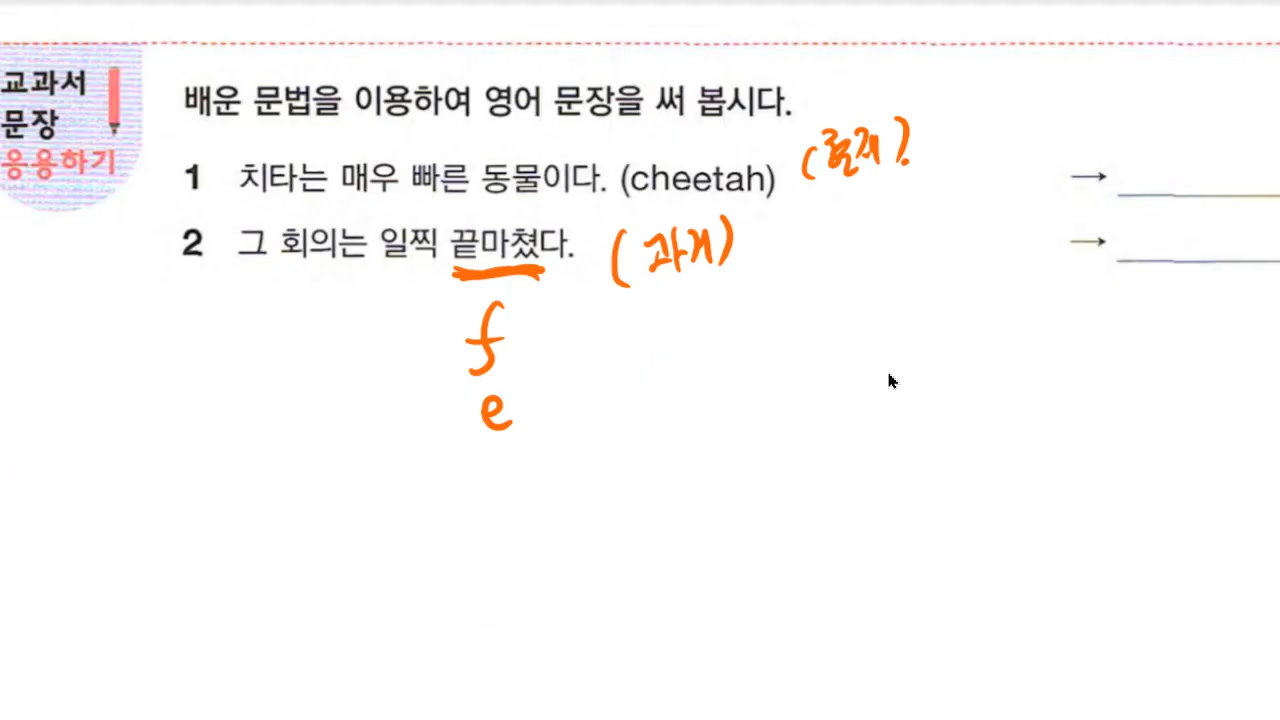 교과서
문장
응용하기
배운 문법을 이용하여 영어 문장을 써 봅시다.
1 치타는 매우 빠른 동물이다. (cheetah) (현재)
→
2 그 회의는 일찍 끝마쳤다. (과거)
→
f
e